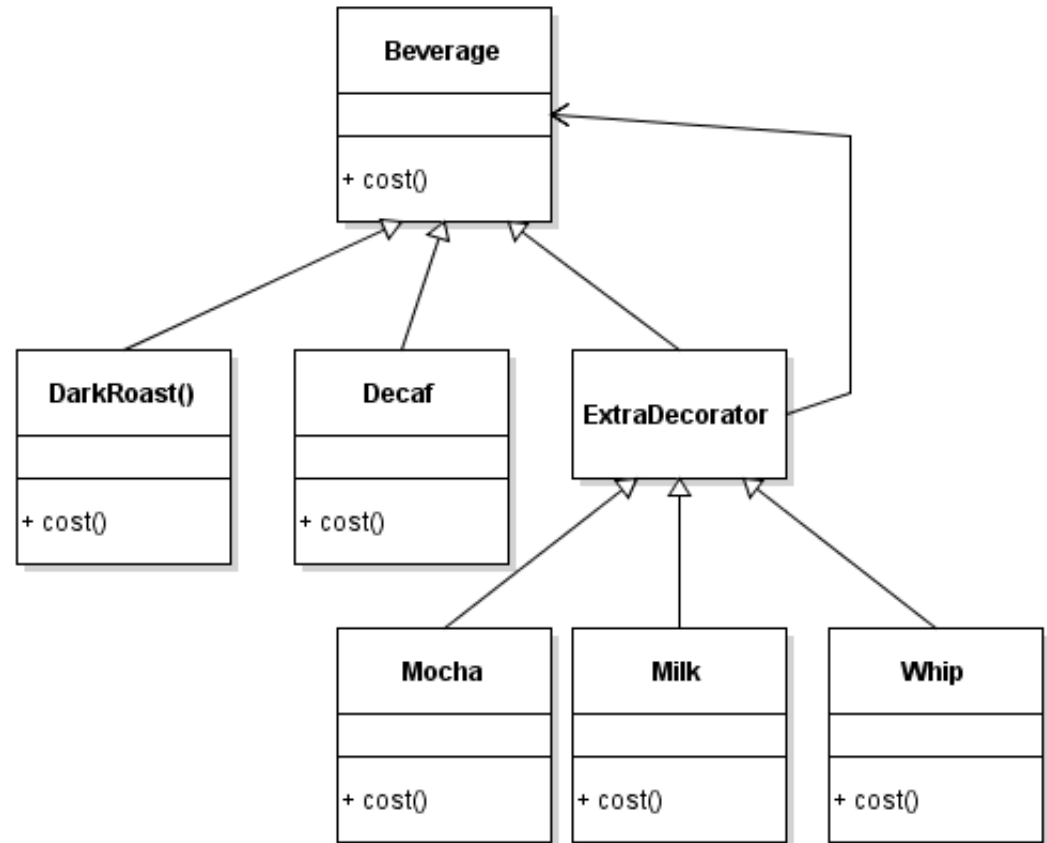 Beverage
+ cost()
DarkRoast()
+ cost()
Decaf
+ cost()
ExtraDecorator
Mocha
+ cost()
Milk
+ cost()
Whip
+ cost()